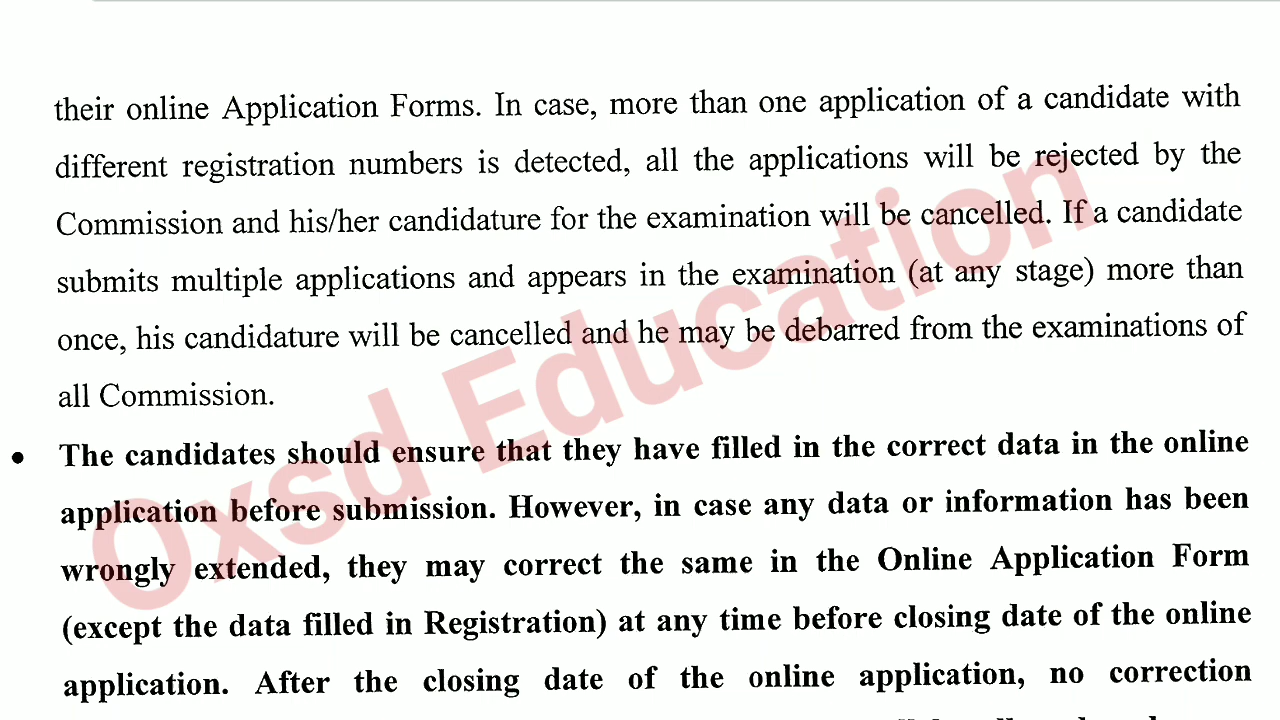 their online Application Forms. In case, more than one application of a candidate with
different registration numbers is detected, all the applications will be rejected by the
Commission and his/her candidature for the examination will be cancelled. If a candidate
submits multiple applications and appears in the examination (at any stage) more than
once, his candidature will be cancelled and he may be debarred from the examinations of
all Commission.
• The candidates should ensure that they have filled in the correct data in the online
application before submission. However, in case any data or information has been
wrongly extended, they may correct the same in the Online Application Form
(except the data filled in Registration) at any time before closing date of the online
application. After the closing date of the online application, no correction
Oxsd Education